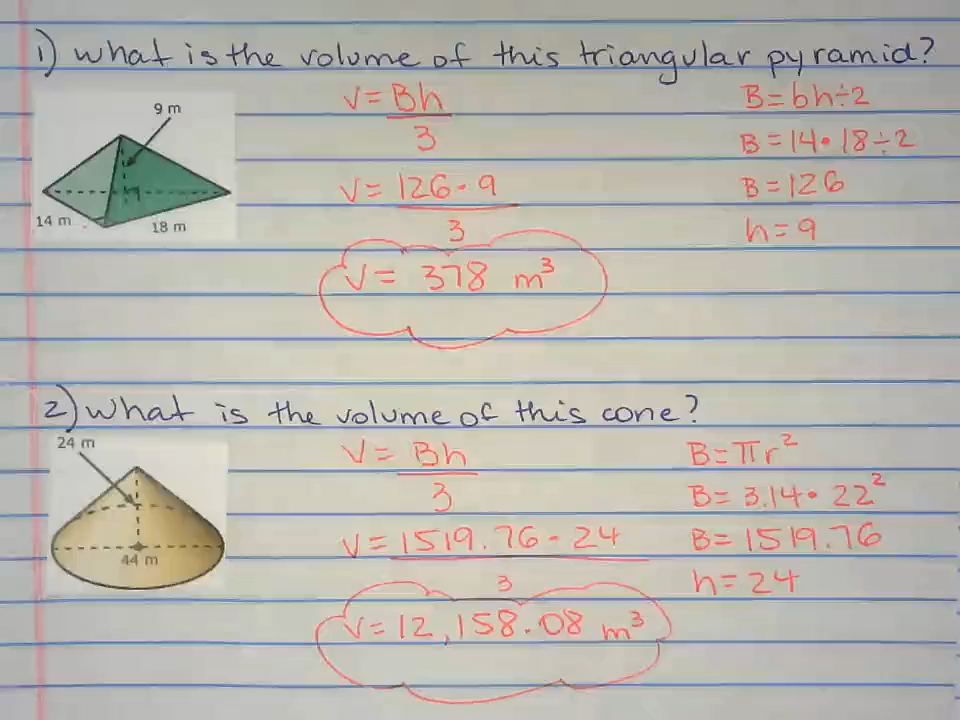 1) What is the volume of this triangular pyramid?
9 m
14 m
18 m
V = Bh
3
V = 126 · 9
3
V = 378 m³
B = bh ÷ 2
B = 14 · 18 ÷ 2
B = 126
h = 9
2) What is the volume of this cone?
24 m
44 m
V = Bh
3
V = 1519.76 · 24
3
V = 12,158.08 m³
B = πr²
B = 3.14 · 22²
B = 1519.76
h = 24